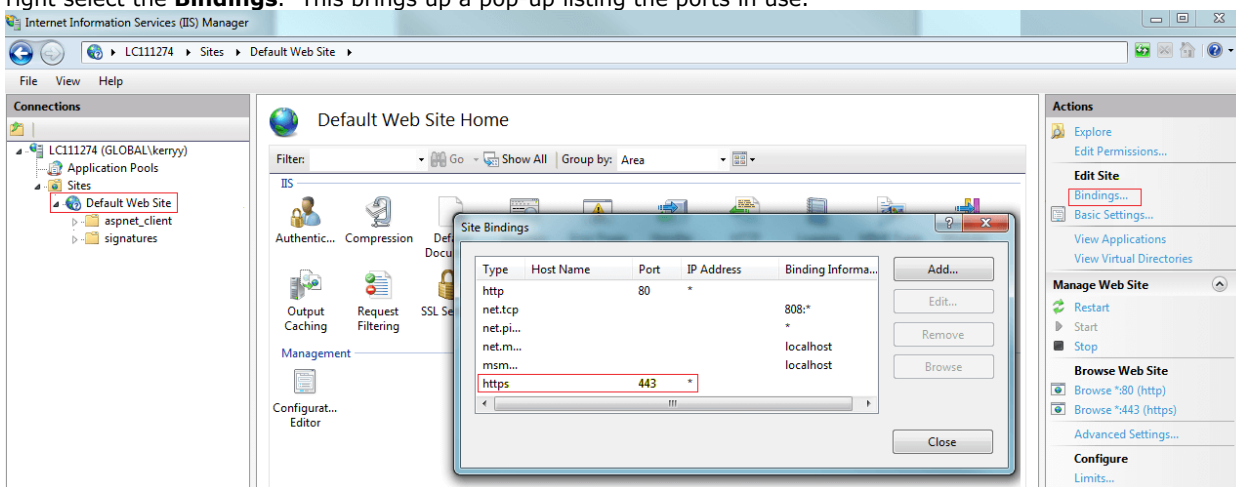 right select the Bindings. This brings up a pop-up listing the ports in use.
Internet Information Services (IIS) Manager
LC111274 Sites Default Web Site
File View Help
Connections
LC111274 (GLOBAL\kerryy)
Application Pools
Sites
Default Web Site
aspnet_client
signatures
Default Web Site Home
Filter: Go Show All Group by: Area
IIS
Authentic... Compression
Output Caching
Request Filtering
SSL Se
Management
Configurat...
Editor
Site Bindings
Type Host Name Port IP Address Binding Informa...
http 80 *
net.tcp 808:*
net.pi... *
net.m... localhost
msm... localhost
https 443 *
Add...
Edit...
Remove
Browse
Close
Actions
Explore
Edit Permissions...
Edit Site
Bindings...
Basic Settings...
View Applications
View Virtual Directories
Manage Web Site
Restart
Start
Stop
Browse Web Site
Browse *:80 (http)
Browse *:443 (https)
Advanced Settings...
Configure
Limits...